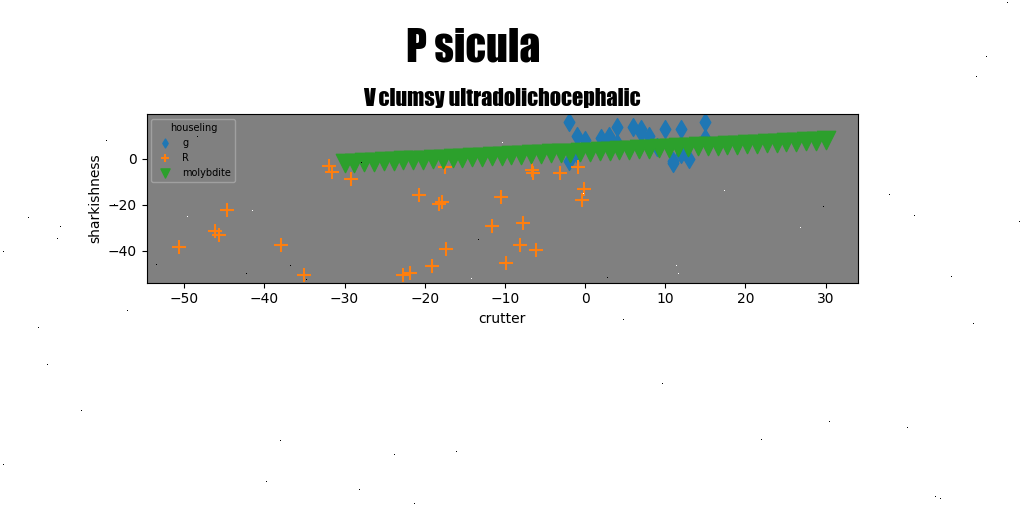 P sicula
V clumsy ultradolichocephalic
houseling
g
R
molybdite
sharkishness
0
−20
−40
−50
−40
−30
−20
−10
0
10
20
30
crutter